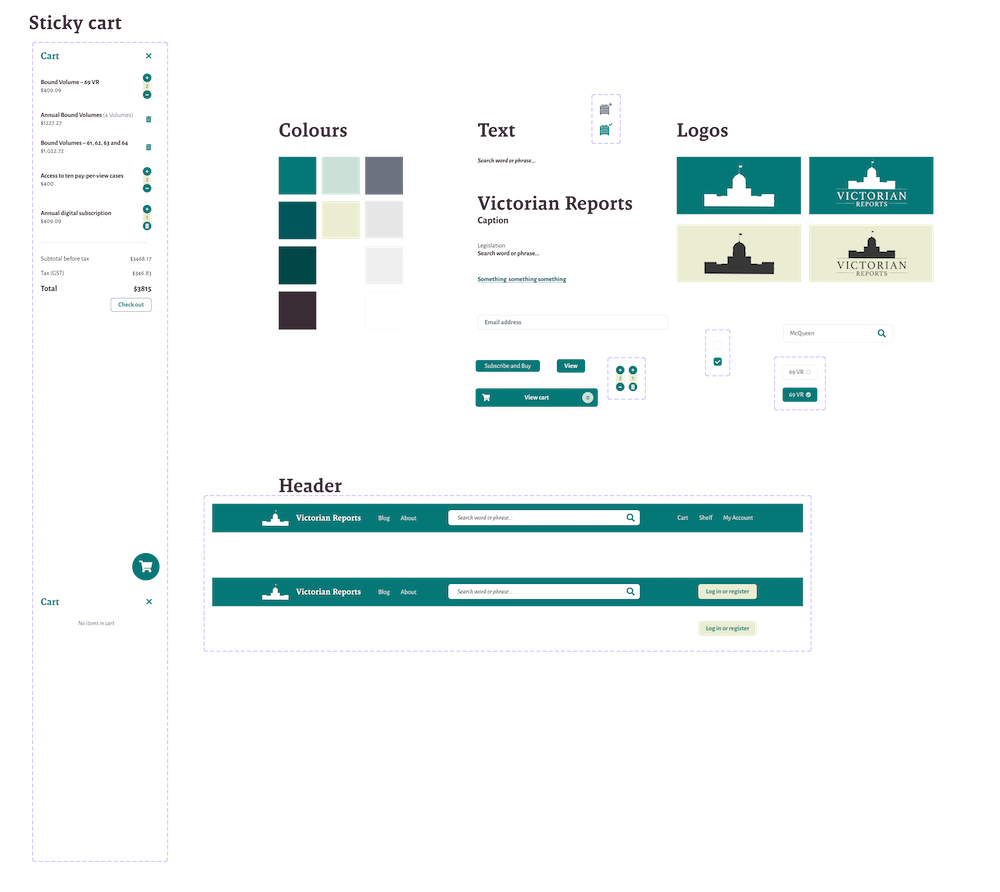 Sticky cart
Cart
Bound Volume – 69 VR
$409.09
2
Annual Bound Volumes (4 Volumes)
$1227.27
Bound Volumes – 61, 62, 63 and 64
$1,022.72
Access to ten pay-per-view cases
$400
2
Annual digital subscription
$409.09
1
Subtotal before tax $3468.17
Tax (GST) $346.83
Total $3815
Check out
Cart
No items in cart
Colours
Text
Search word or phrase...
Victorian Reports
Caption
Legislation
Search word or phrase...
Something something something
Email address
Subscribe and Buy
View
View cart 0
2 1
Logos
VICTORIAN
REPORTS
VICTORIAN
REPORTS
McQueen
69 VR
69 VR
Header
Victorian Reports Blog About Search word or phrase... Cart Shelf My Account
Victorian Reports Blog About Search word or phrase... Log in or register
Log in or register